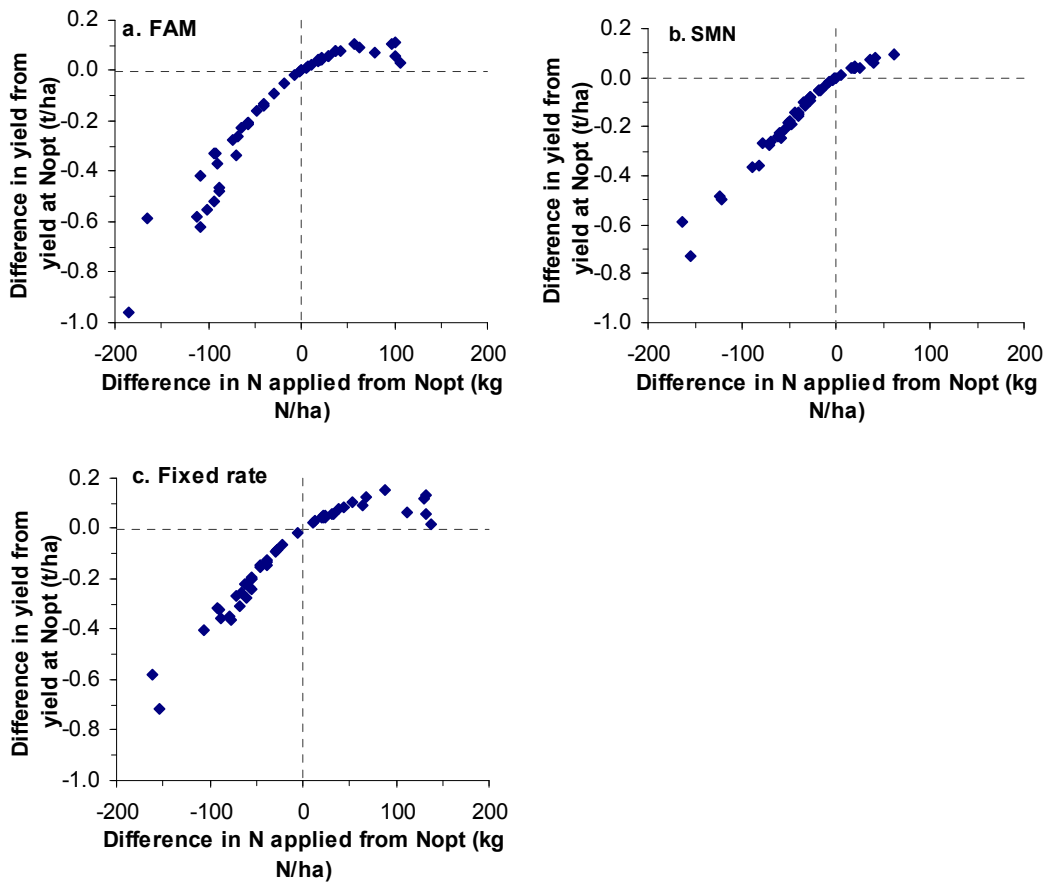 a. FAM
0.2
0.0
-0.2
-0.4
-0.6
-0.8
-1.0
-200
-100
0
100
200
Difference in yield from
yield at Nopt (t/ha)
Difference in N applied from Nopt (kg
N/ha)
b. SMN
0.2
0.0
-0.2
-0.4
-0.6
-0.8
-1.0
-200
-100
0
100
200
Difference in yield from
yield at Nopt (t/ha)
Difference in N applied from Nopt (kg
N/ha)
c. Fixed rate
0.2
0.0
-0.2
-0.4
-0.6
-0.8
-1.0
-200
-100
0
100
200
Difference in yield from
yield at Nopt (t/ha)
Difference in N applied from Nopt (kg
N/ha)